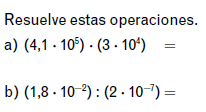 Resuelve estas operaciones.
a) (4,1 · 10⁵) · (3 · 10⁴) =
b) (1,8 · 10⁻²) : (2 · 10⁻⁷) =